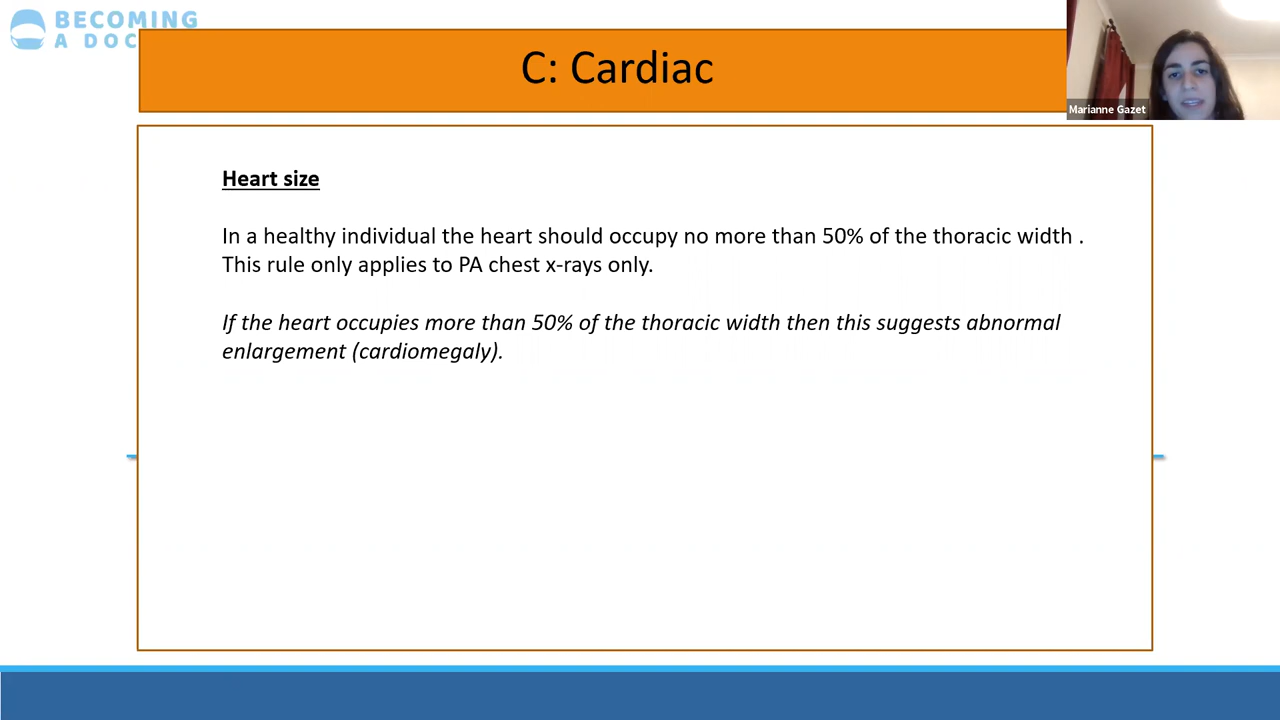 BECOMING
A DOC
C: Cardiac
Marianne Gazet
Heart size
In a healthy individual the heart should occupy no more than 50% of the thoracic width .
This rule only applies to PA chest x-rays only.
If the heart occupies more than 50% of the thoracic width then this suggests abnormal
enlargement (cardiomegaly).